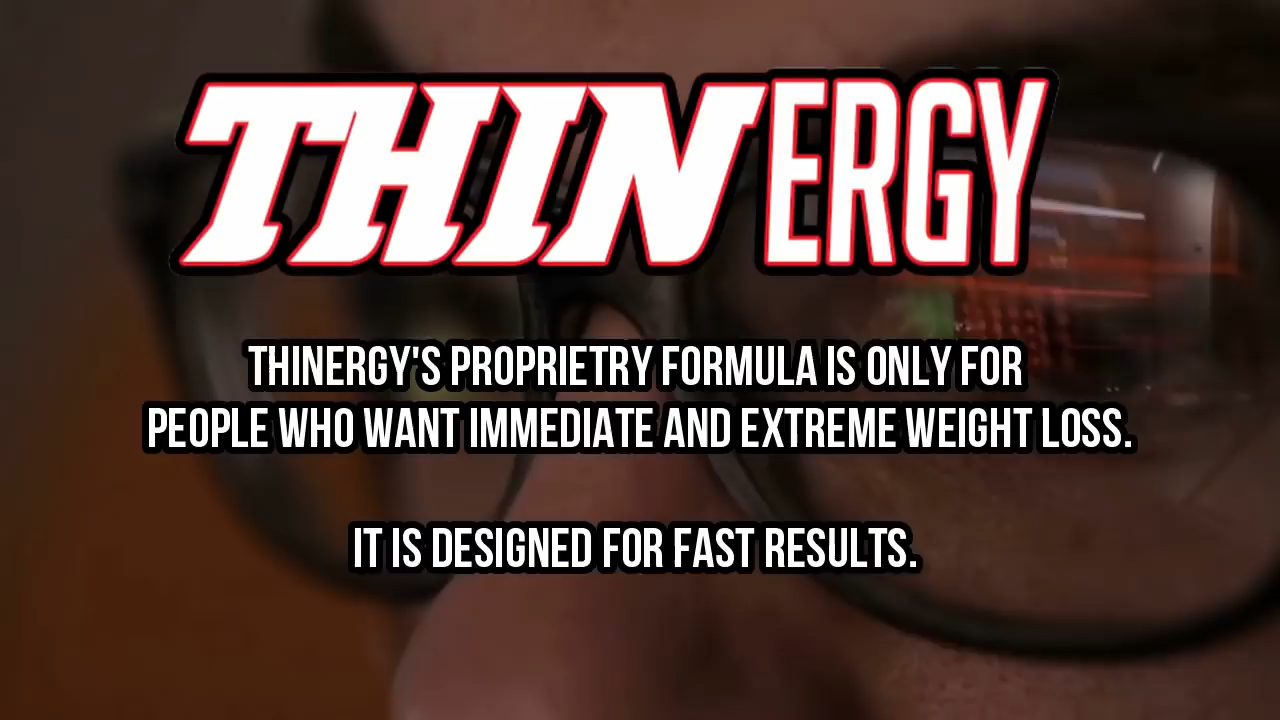 THINERGY
THINERGY'S PROPRIETRY FORMULA IS ONLY FOR
PEOPLE WHO WANT IMMEDIATE AND EXTREME WEIGHT LOSS.
IT IS DESIGNED FOR FAST RESULTS.